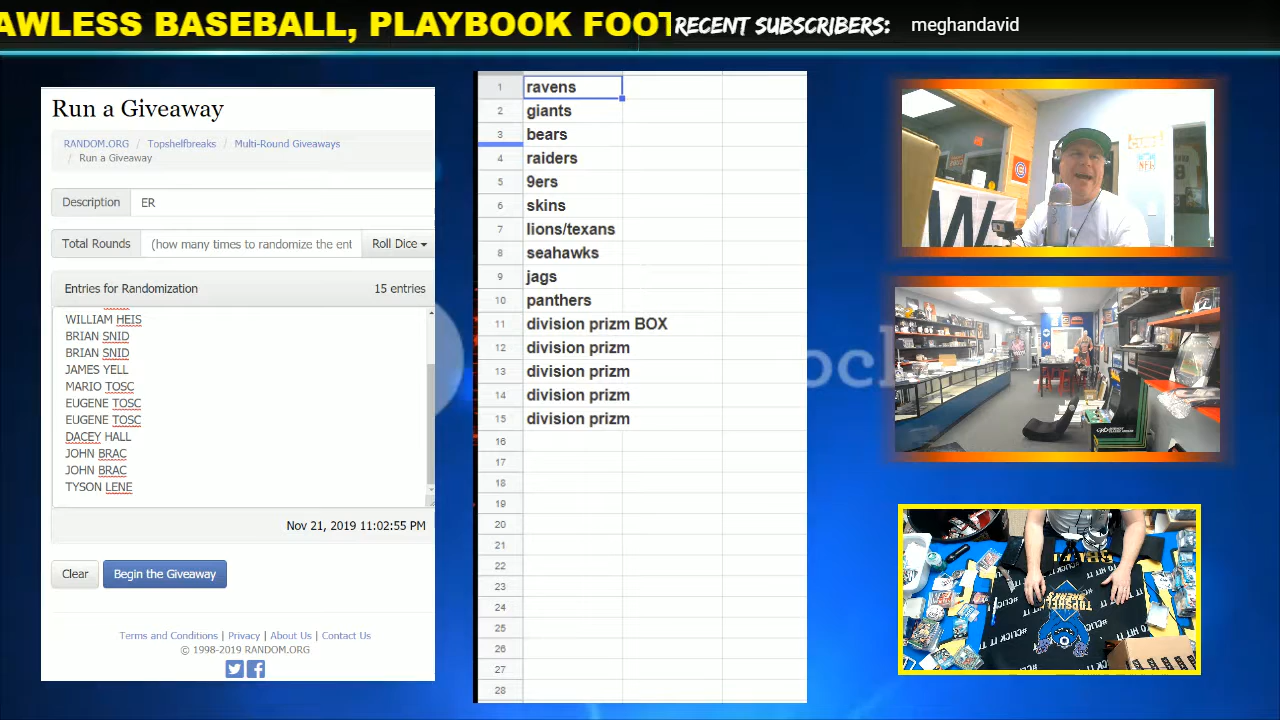 AWLESS BASEBALL, PLAYBOOK FOOT
RECENT SUBSCRIBERS: meghandavid
Run a Giveaway
RANDOM.ORG / Topshelfbreaks / Multi-Round Giveaways
/ Run a Giveaway
Description ER
Total Rounds (how many times to randomize the ent Roll Dice
Entries for Randomization 15 entries
WILLIAM HEIS
BRIAN SNID
BRIAN SNID
JAMES YELL
MARIO TOSC
EUGENE TOSC
EUGENE TOSC
DACEY HALL
JOHN BRAC
JOHN BRAC
TYSON LENE
Nov 21, 2019 11:02:55 PM
Clear Begin the Giveaway
Terms and Conditions | Privacy | About Us | Contact Us
© 1998-2019 RANDOM.ORG
1 ravens
2 giants
3 bears
4 raiders
5 9ers
6 skins
7 lions/texans
8 seahawks
9 jags
10 panthers
11 division prizm BOX
12 division prizm
13 division prizm
14 division prizm
15 division prizm
16
17
18
19
20
21
22
23
24
25
26
27
28
ock
W
NFL
TOPSHELF
BREAKS
#CLICK IT